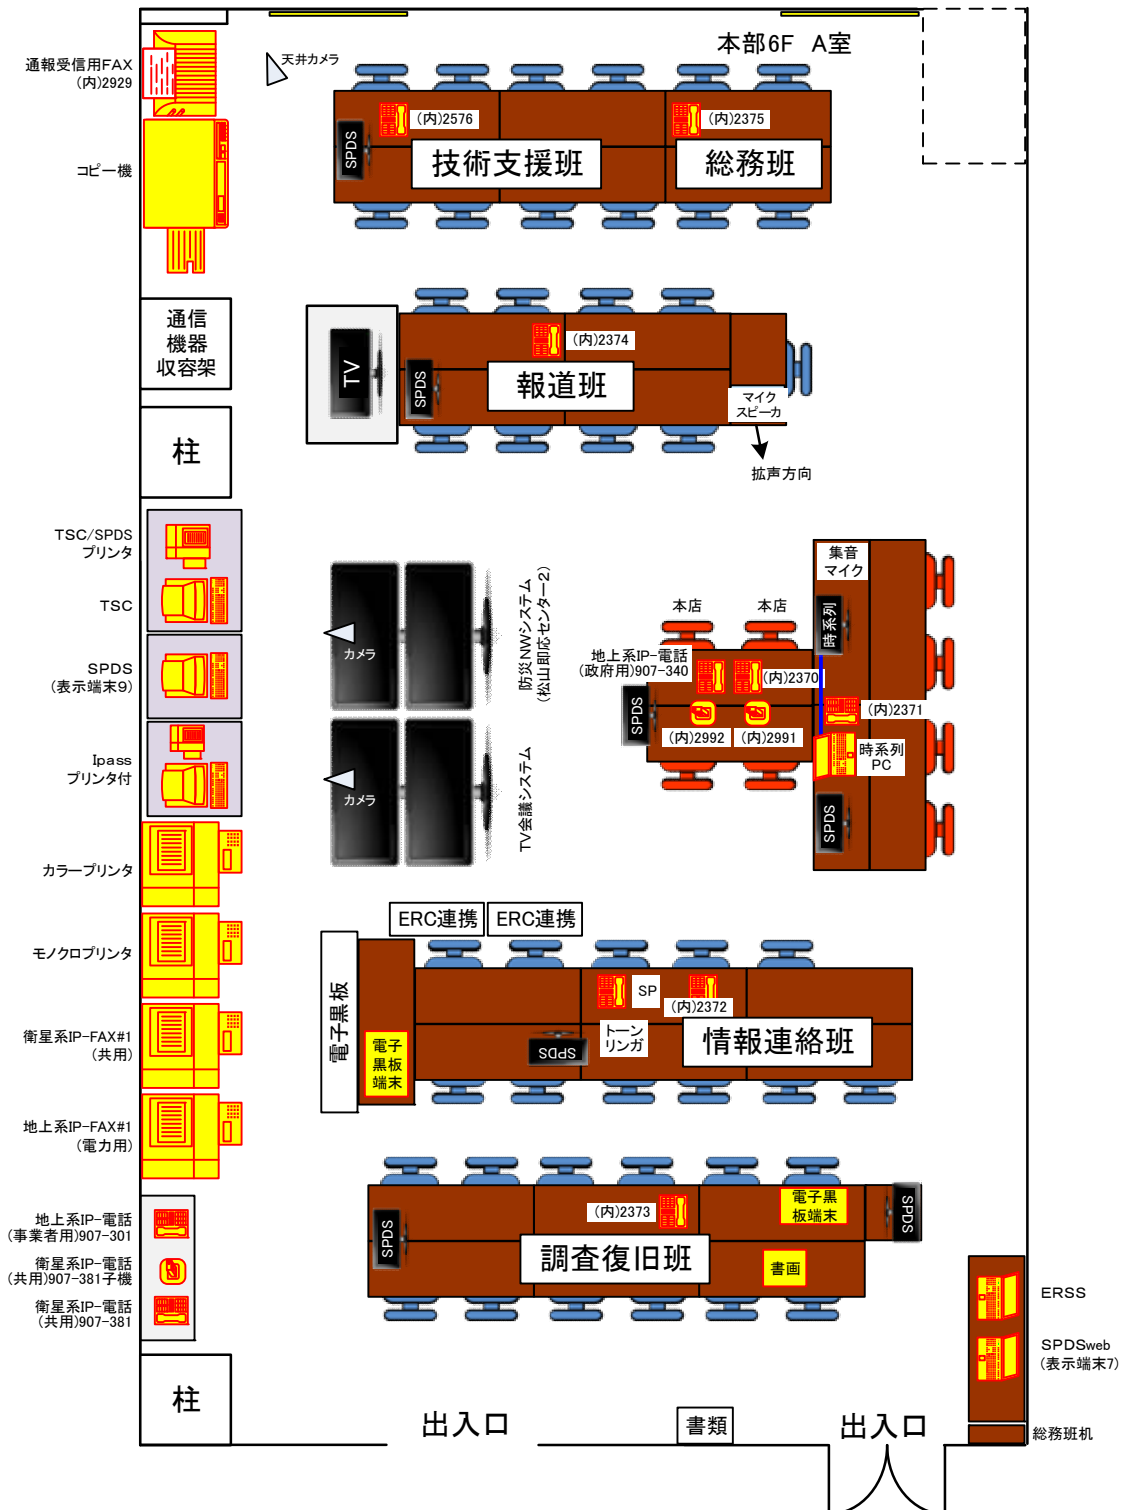 本部6F　A室
通報受信用FAX
(内)2929
天井カメラ
コピー機
(内)2576
(内)2375
SPDS
技術支援班
総務班
通信
機器
収容架
TV
(内)2374
SPDS
報道班
マイク
スピーカ
拡声方向
柱
TSC/SPDS
プリンタ
TSC
SPDS
(表示端末9)
Ipass
プリンタ付
カラープリンタ
モノクロプリンタ
衛星系IP-FAX#1
(共用)
地上系IP-FAX#1
(電力用)
カメラ
防災NWシステム
(松山即応センター2)
カメラ
TV会議システム
集音
マイク
時系列
本店
本店
地上系IP-電話
(政府用)907-340
(内)2370
SPDS
(内)2371
(内)2992
(内)2991
時系列
PC
SPDS
ERC連携
ERC連携
電子黒板
電子
黒板
端末
SP
(内)2372
トーン
リンガ
SPDS
情報連絡班
地上系IP-電話
(事業者用)907-301
衛星系IP-電話
(共用)907-381子機
衛星系IP-電話
(共用)907-381
(内)2373
電子黒
板端末
SPDS
SPDS
調査復旧班
書画
ERSS
SPDSweb
(表示端末7)
柱
出入口
書類
出入口
総務班机